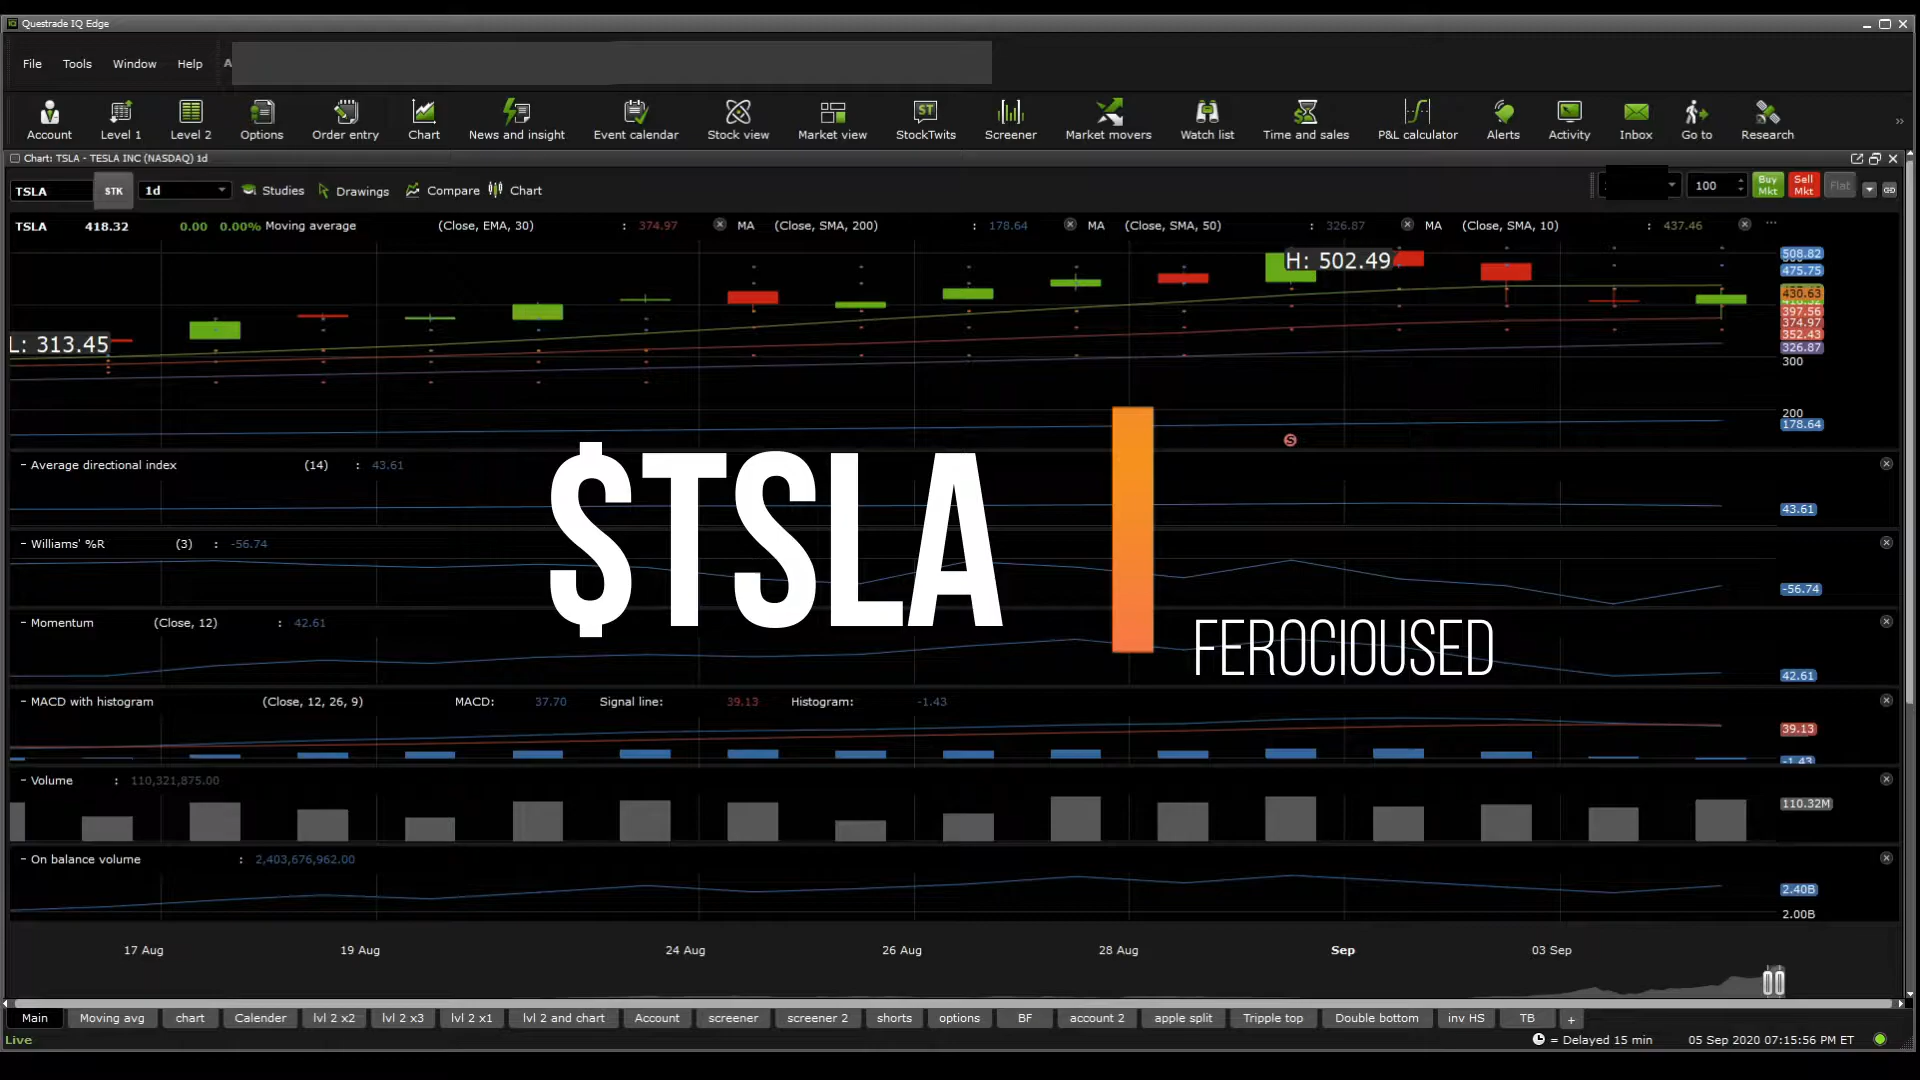 Questrade IQ Edge
File Tools Window Help A
Account Level 1 Level 2 Options Order entry Chart News and insight Event calendar Stock view Market view StockTwits Screener Market movers Watch list Time and sales P&L calculator Alerts Activity Inbox Go to Research
Chart: TSLA - TESLA INC (NASDAQ) 1d
TSLA STK 1d Studies Drawings Compare Chart 100 Buy Mkt Sell Mkt Flat
TSLA 418.32 0.00 0.00% Moving average (Close, EMA, 30) : 374.97 MA (Close, SMA, 200) : 178.64 MA (Close, SMA, 50) : 326.87 MA (Close, SMA, 10) : 437.46
508.82
H: 502.49
475.75
430.63
397.56
374.97
352.43
L: 313.45
326.87
300
200
178.64
S
- Average directional index (14) : 43.61
43.61
- Williams' %R (3) : -56.74
-56.74
$TSLA
FEROCIOUSED
- Momentum (Close, 12) : 42.61
42.61
- MACD with histogram (Close, 12, 26, 9) MACD: 37.70 Signal line: 39.13 Histogram: -1.43
39.13
-1.43
- Volume : 110,321,875.00
110.32M
- On balance volume : 2,403,676,962.00
2.40B
2.00B
17 Aug 19 Aug 24 Aug 26 Aug 28 Aug Sep 03 Sep
Main Moving avg chart Calender lvl 2 x2 lvl 2 x3 lvl 2 x1 lvl 2 and chart Account screener screener 2 shorts options BF account 2 apple split Tripple top Double bottom inv HS TB +
Live = Delayed 15 min 05 Sep 2020 07:15:56 PM ET